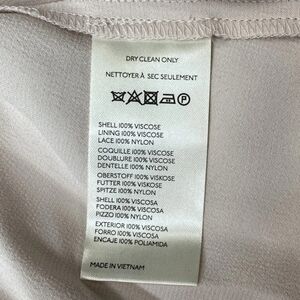 DRY CLEAN ONLY
NETTOYER À SEC SEULEMENT
P
SHELL 100% VISCOSE
LINING 100% VISCOSE
LACE 100% NYLON
COQUILLE 100% VISCOSE
DOUBLURE 100% VISCOSE
DENTELLE 100% NYLON
OBERSTOFF 100% VISKOSE
FUTTER 100% VISKOSE
SPITZE 100% NYLON
SHELL 100% VISCOSA
FODERA 100% VISCOSA
PIZZO 100% NYLON
EXTERIOR 100% VISCOSA
FORRO 100% VISCOSA
ENCAJE 100% POLIAMIDA
MADE IN VIETNAM